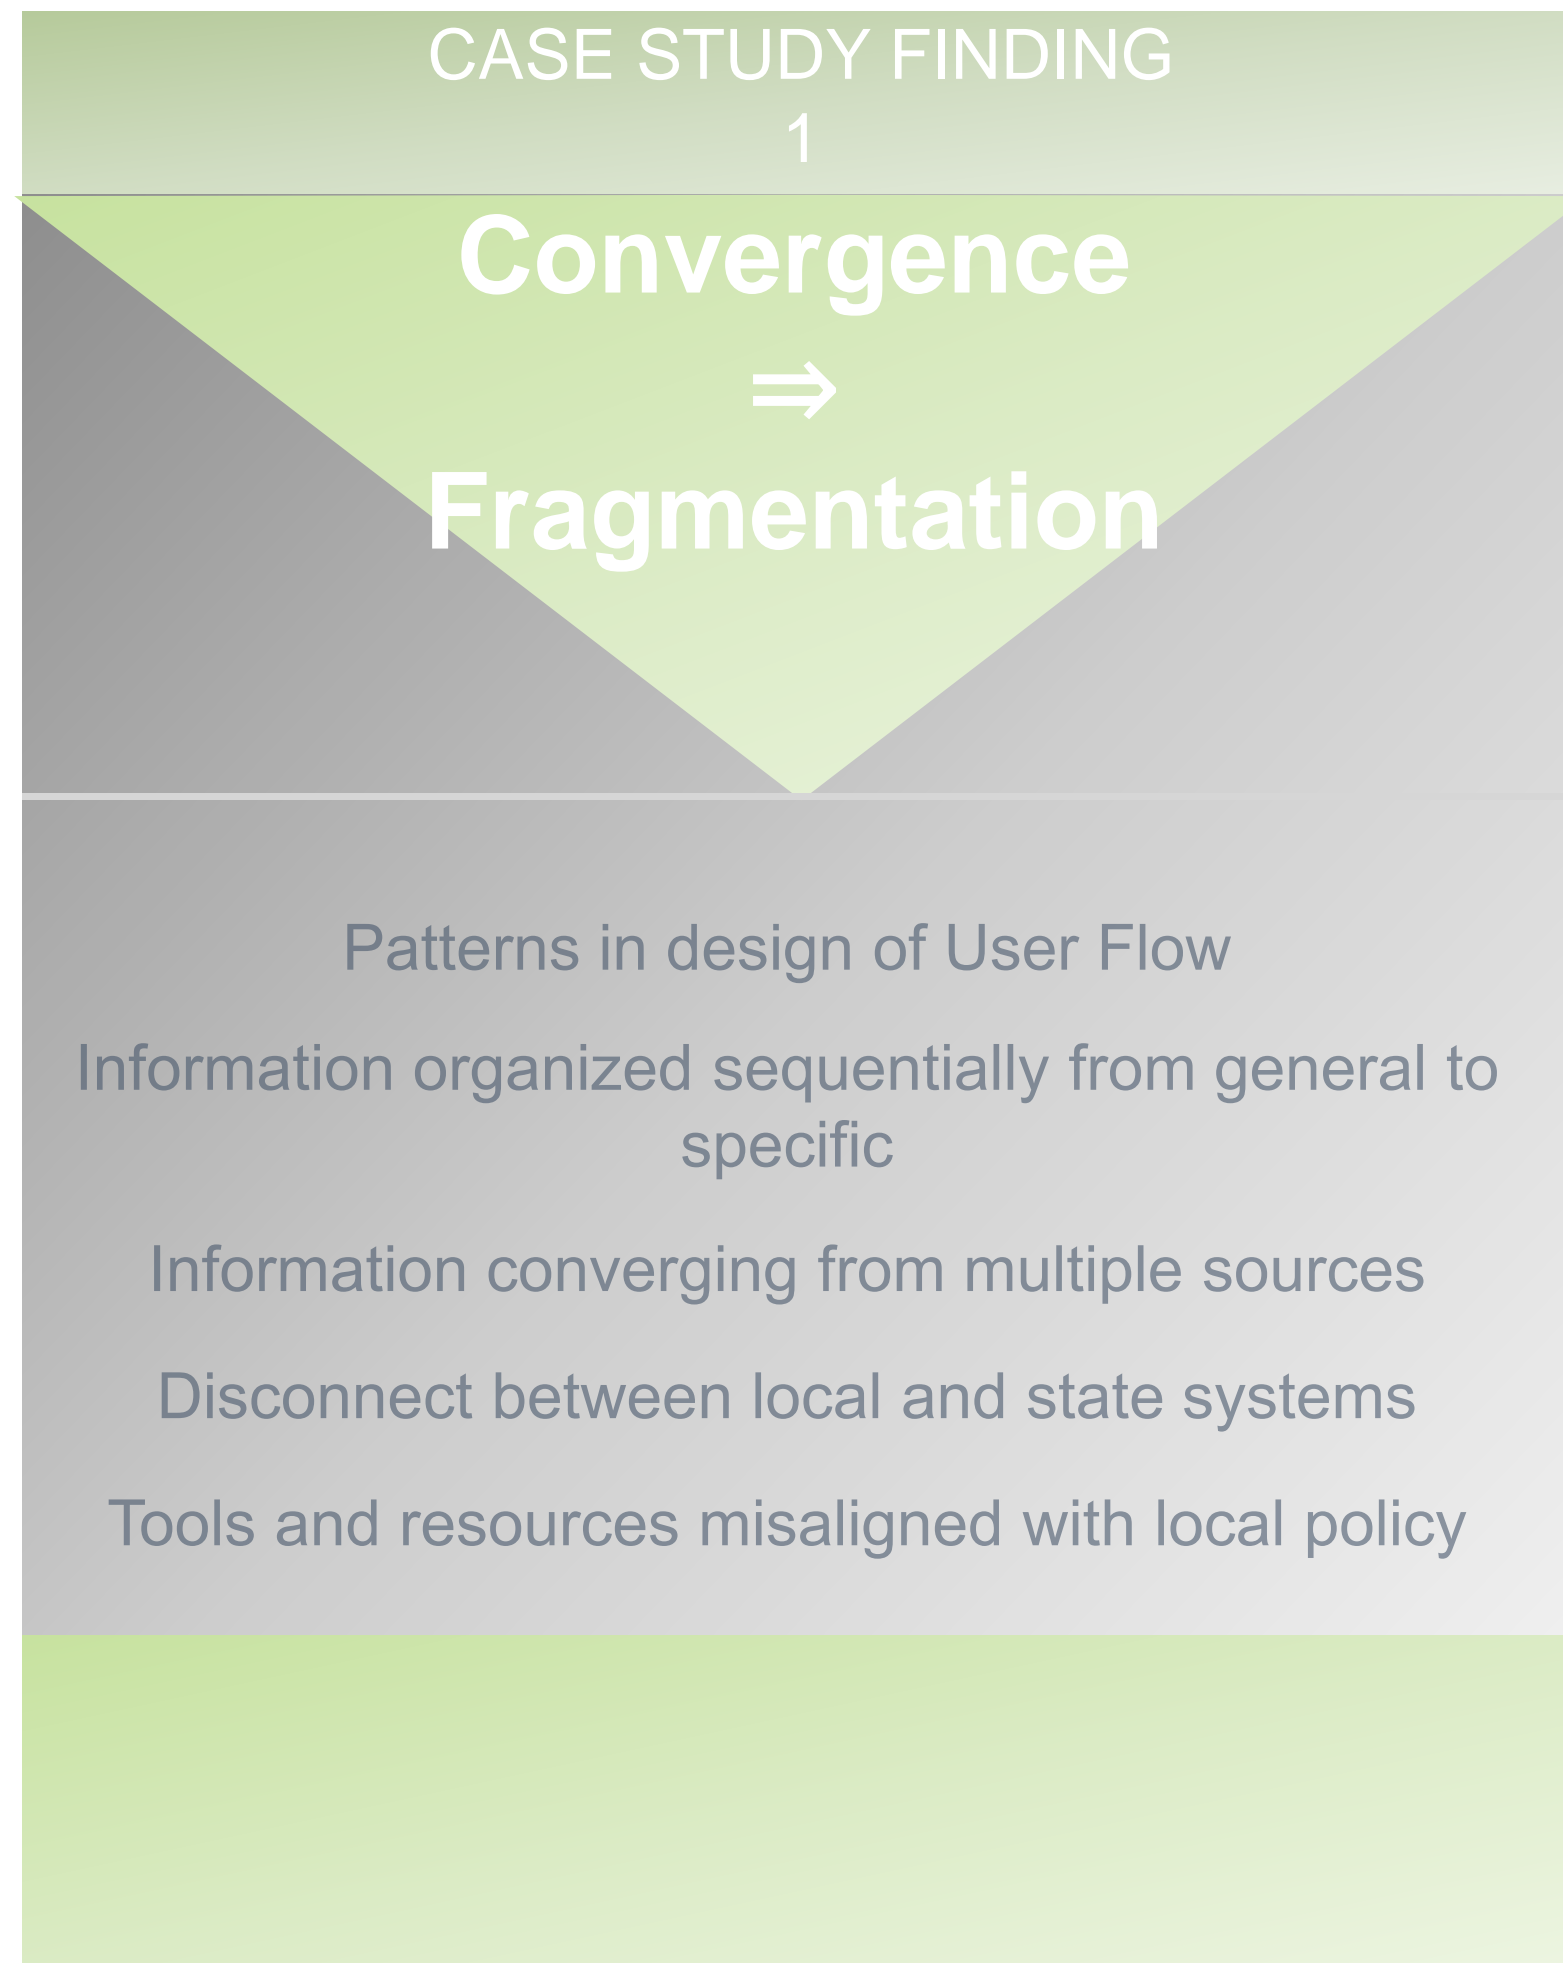 CASE STUDY FINDING
1
Convergence
⇒
Fragmentation
Patterns in design of User Flow
Information organized sequentially from general to
specific
Information converging from multiple sources
Disconnect between local and state systems
Tools and resources misaligned with local policy